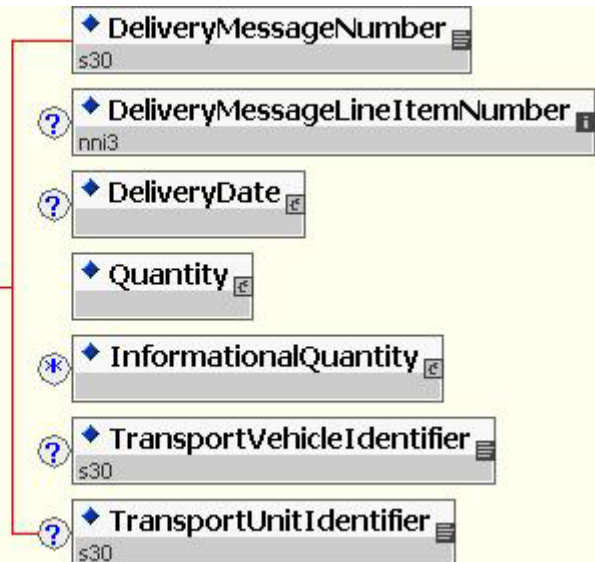 DeliveryMessageNumber
s30
? DeliveryMessageLineItemNumber
nni3
? DeliveryDate
Quantity
* InformationalQuantity
? TransportVehicleIdentifier
s30
? TransportUnitIdentifier
s30